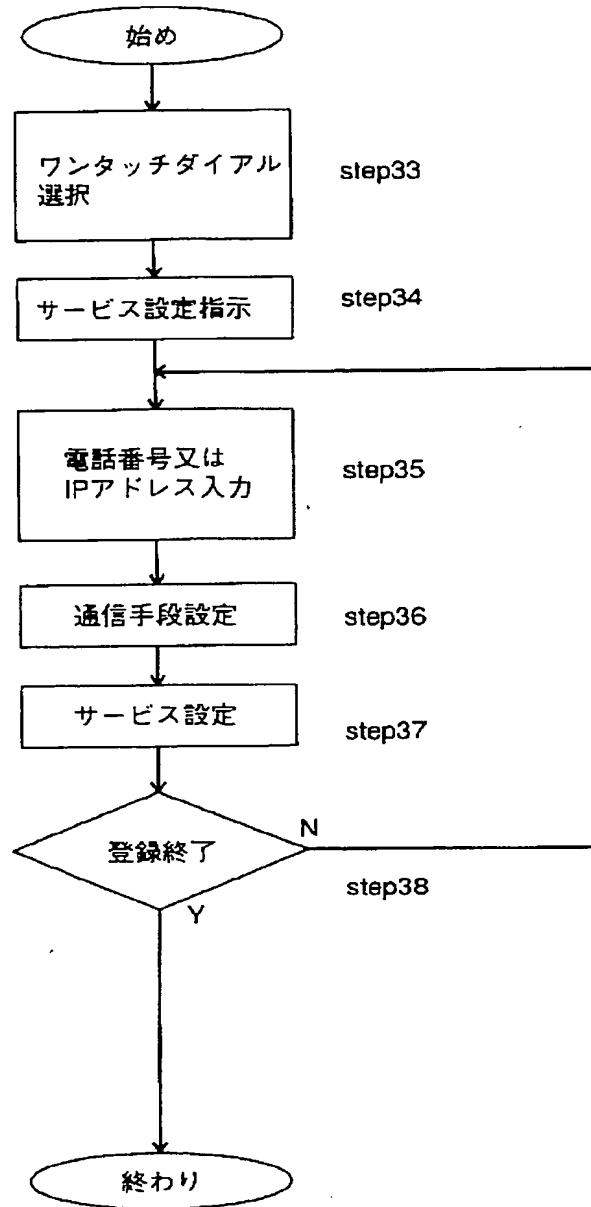 始め
ワンタッチダイアル
選択
step33
サービス設定指示
step34
電話番号又は
IPアドレス入力
step35
通信手段設定
step36
サービス設定
step37
登録終了
N
step38
Y
終わり